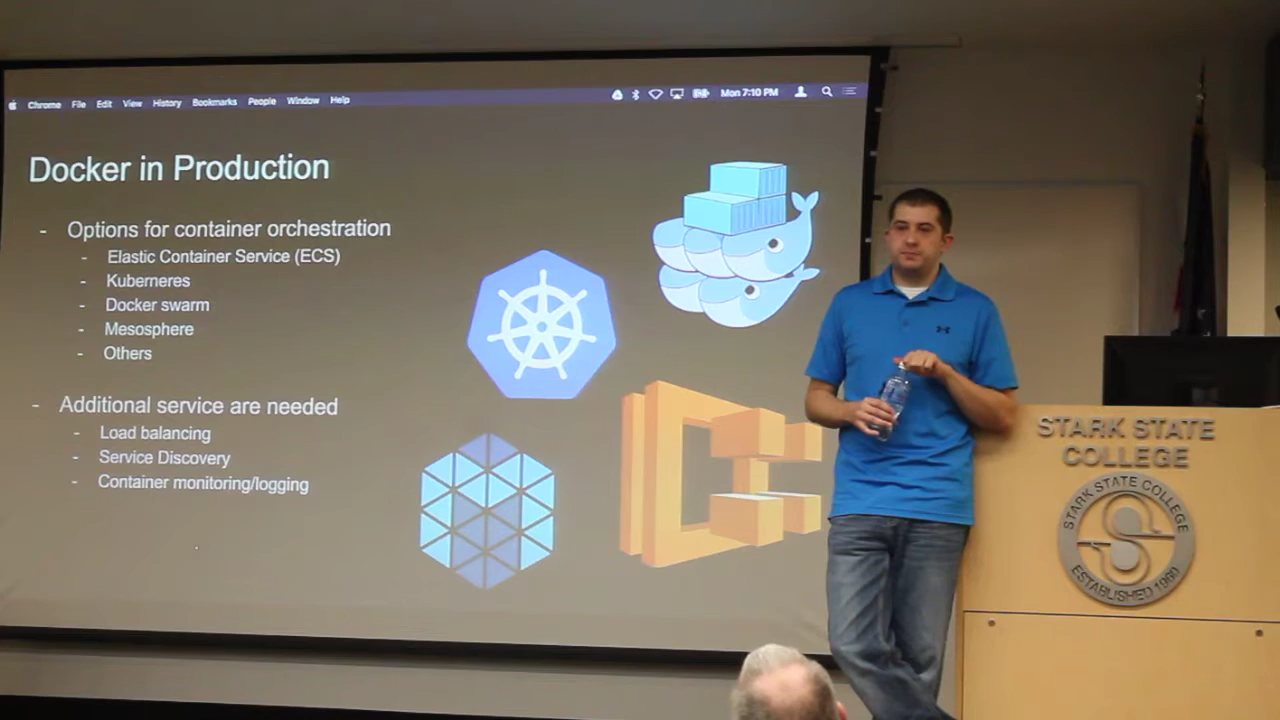 Chrome File Edit View History Bookmarks People Window Help Mon 7:10 PM
Docker in Production
- Options for container orchestration
- Elastic Container Service (ECS)
- Kuberneres
- Docker swarm
- Mesosphere
- Others
- Additional service are needed
- Load balancing
- Service Discovery
- Container monitoring/logging
STARK STATE
COLLEGE
STARK STATE COLLEGE
ESTABLISHED 1960